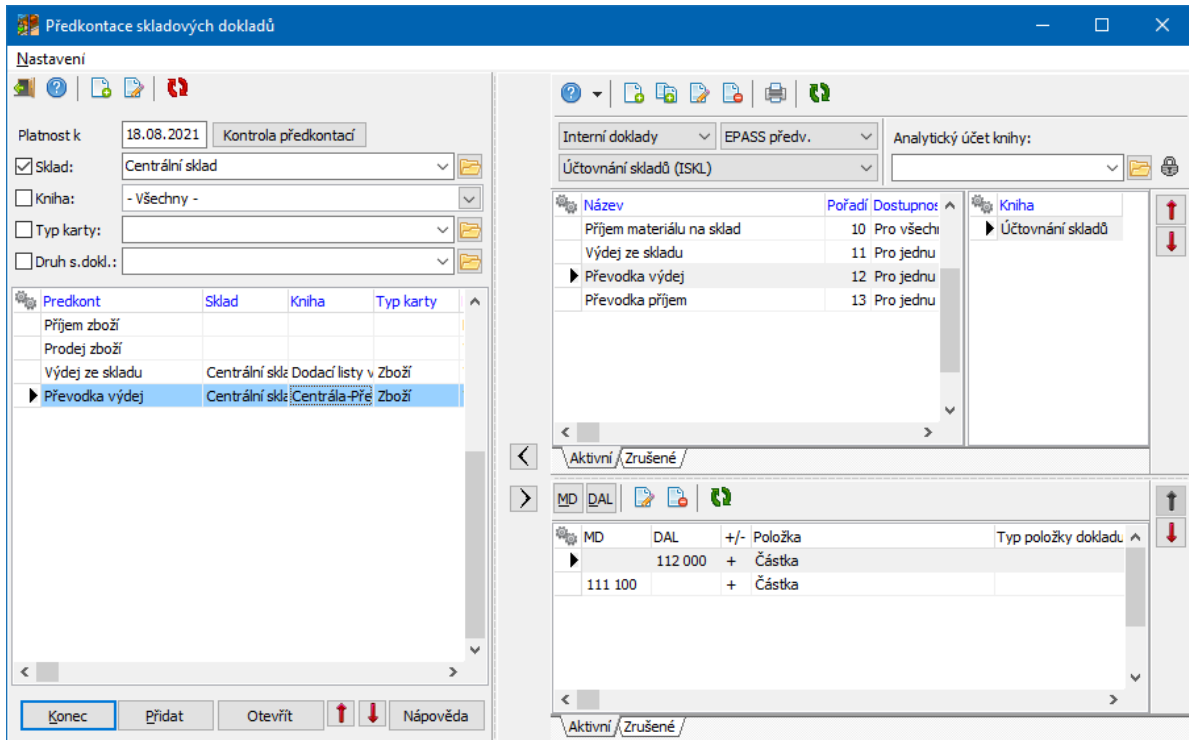 Předkontace skladových dokladů
Nastavení
Platnost k 18.08.2021 Kontrola předkontací
Sklad: Centrální sklad
Kniha: - Všechny -
Typ karty:
Druh s.dokl.:
Predkont Sklad Kniha Typ karty
Příjem zboží
Prodej zboží
Výdej ze skladu Centrální skla Dodací listy v Zboží
Převodka výdej Centrální skla Centrála-Pře Zboží
Konec Přidat Otevřít Nápověda
Interní doklady EPASS předv. Analytický účet knihy:
Účtovnání skladů (ISKL)
Název Pořadí Dostupnos Kniha
Příjem materiálu na sklad 10 Pro všechn Účtovnání skladů
Výdej ze skladu 11 Pro jednu
Převodka výdej 12 Pro jednu
Převodka příjem 13 Pro jednu
Aktivní Zrušené
MD DAL
MD DAL +/- Položka Typ položky dokladu
112 000 + Částka
111 100 + Částka
Aktivní Zrušené